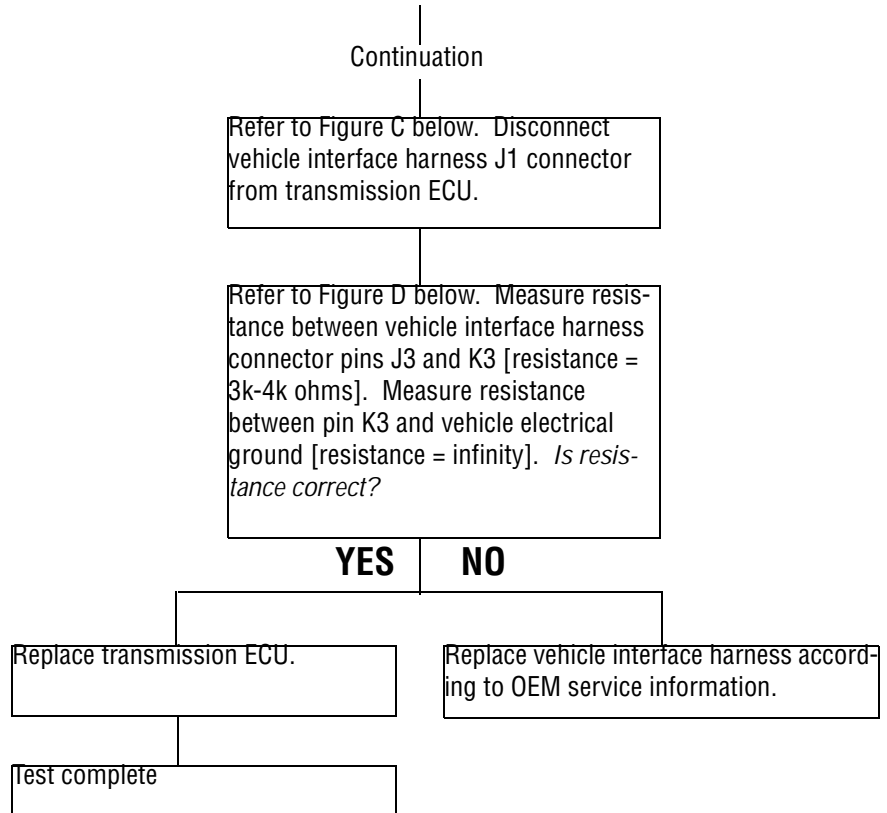 Continuation
Refer to Figure C below. Disconnect
vehicle interface harness J1 connector
from transmission ECU.
Refer to Figure D below. Measure resis-
tance between vehicle interface harness
connector pins J3 and K3 [resistance =
3k-4k ohms]. Measure resistance
between pin K3 and vehicle electrical
ground [resistance = infinity]. Is resis-
tance correct?
YES NO
Replace transmission ECU.
Replace vehicle interface harness accord-
ing to OEM service information.
Test complete